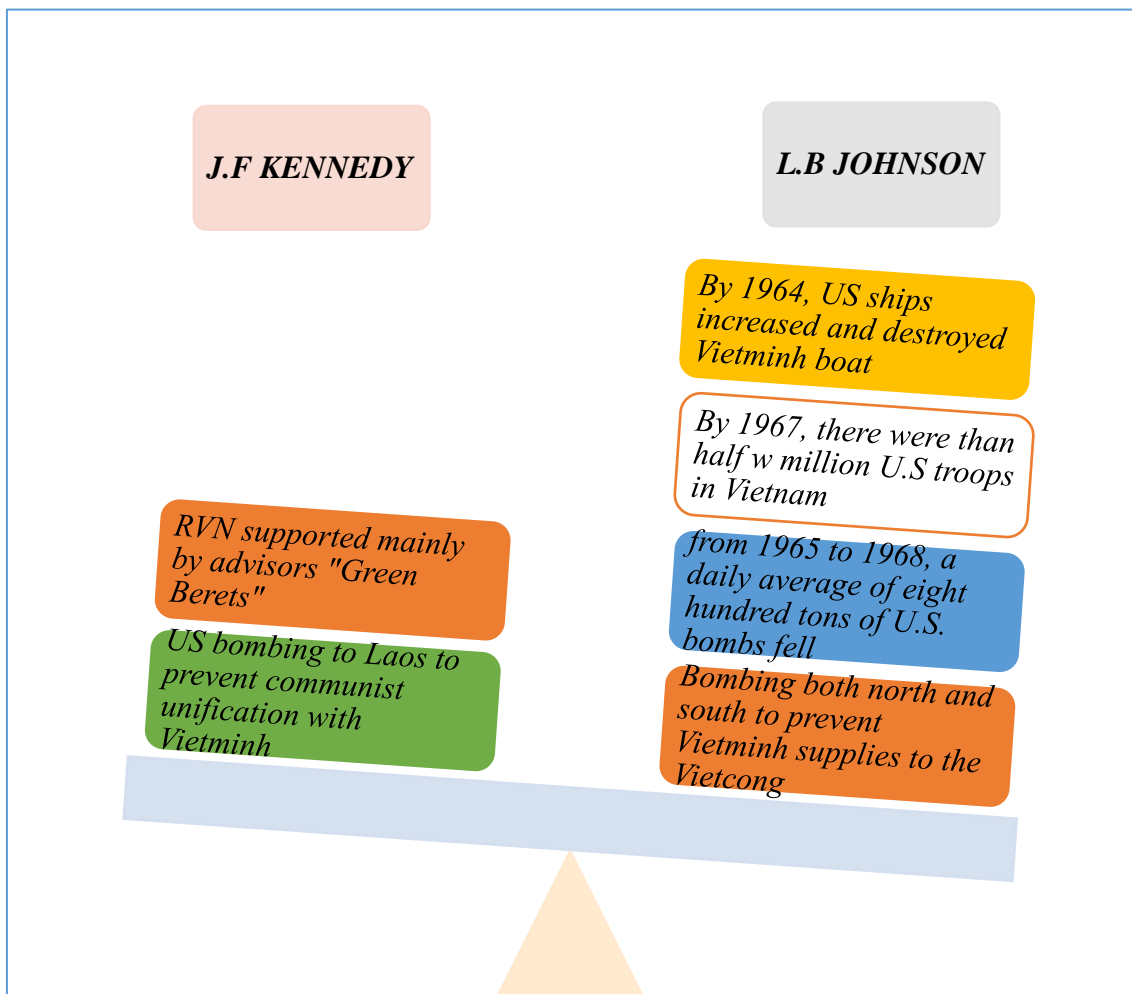 J.F KENNEDY
L.B JOHNSON
RVN supported mainly
by advisors "Green
Berets"
US bombing to Laos to
prevent communist
unification with
Vietminh
By 1964, US ships
increased and destroyed
Vietminh boat
By 1967, there were than
half w million U.S troops
in Vietnam
from 1965 to 1968, a
daily average of eight
hundred tons of U.S.
bombs fell
Bombing both north and
south to prevent
Vietminh supplies to the
Vietcong